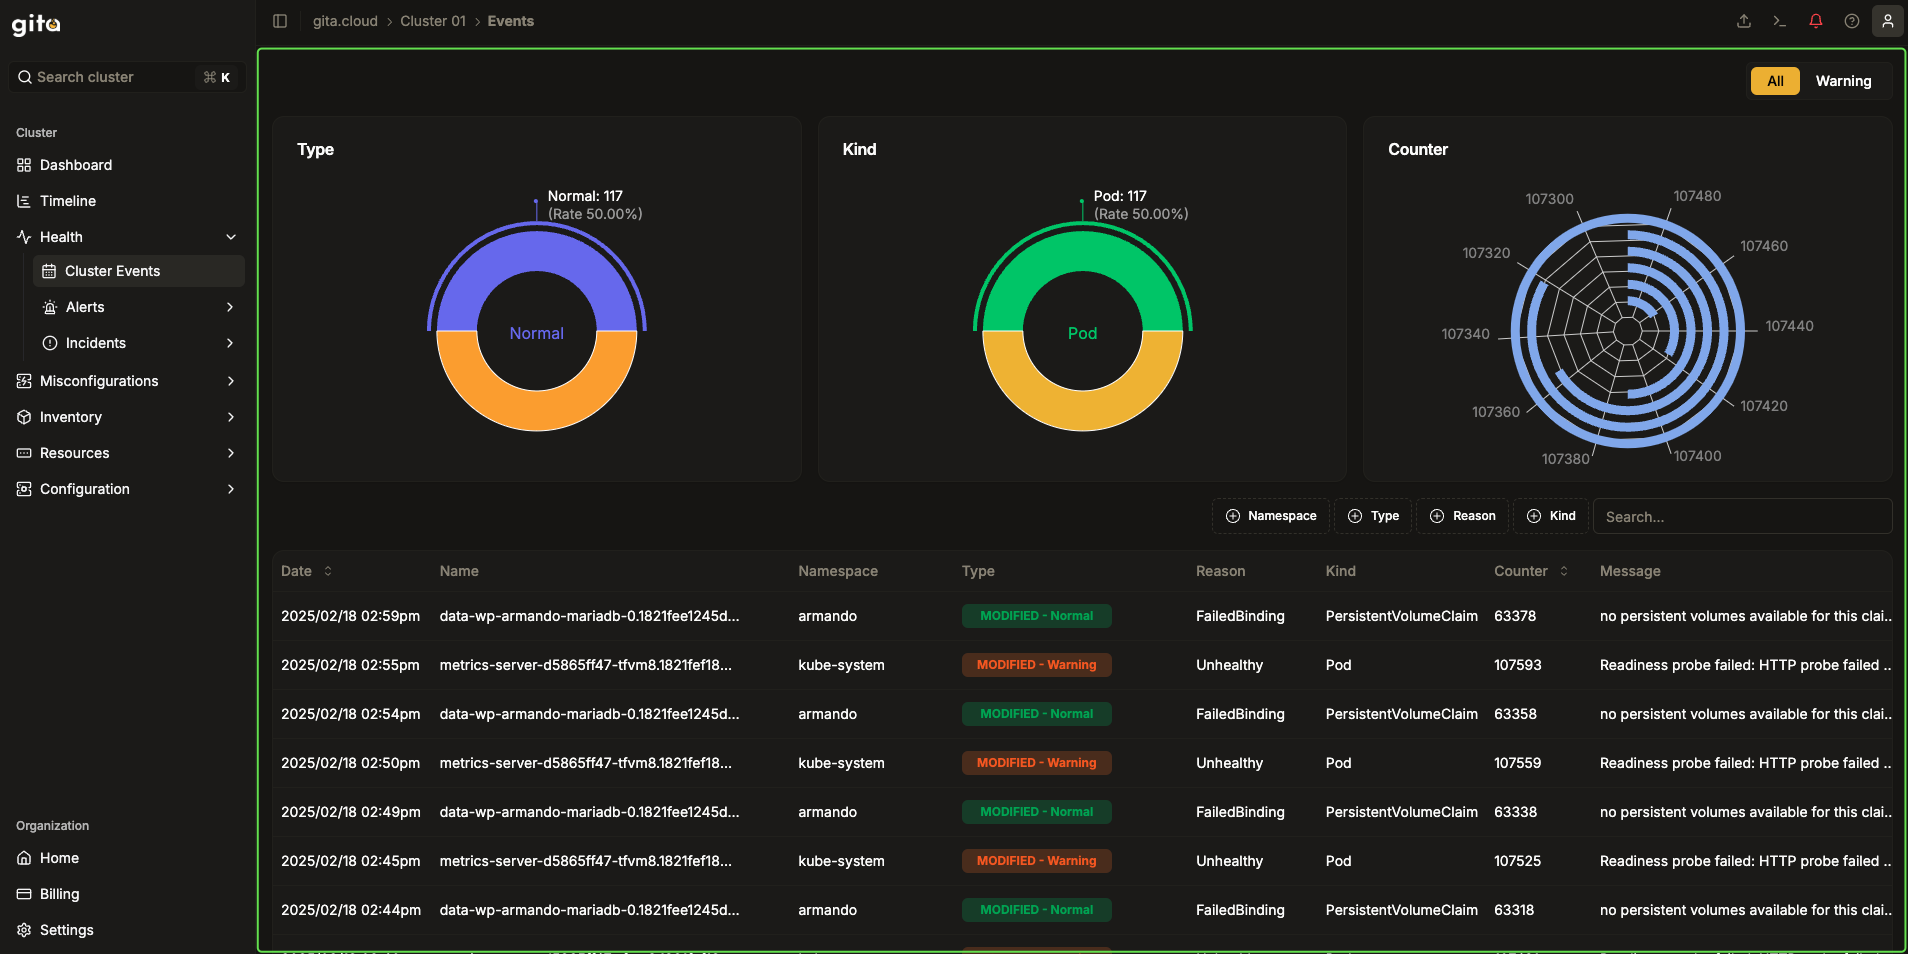 gita
gita.cloud > Cluster 01 > Events
Search cluster ⌘ K
All Warning
Cluster
Dashboard
Timeline
Health
Cluster Events
Alerts
Incidents
Misconfigurations
Inventory
Resources
Configuration
Organization
Home
Billing
Settings
Type
Normal: 117
(Rate 50.00%)
Normal
Kind
Pod: 117
(Rate 50.00%)
Pod
Counter
107300
107480
107320
107460
107340
107440
107360
107420
107380
107400
Namespace Type Reason Kind Search...
Date Name Namespace Type Reason Kind Counter Message
2025/02/18 02:59pm data-wp-armando-mariadb-0.1821fee1245d... armando MODIFIED - Normal FailedBinding PersistentVolumeClaim 63378 no persistent volumes available for this clai..
2025/02/18 02:55pm metrics-server-d5865ff47-tfvm8.1821fef18... kube-system MODIFIED - Warning Unhealthy Pod 107593 Readiness probe failed: HTTP probe failed ..
2025/02/18 02:54pm data-wp-armando-mariadb-0.1821fee1245d... armando MODIFIED - Normal FailedBinding PersistentVolumeClaim 63358 no persistent volumes available for this clai..
2025/02/18 02:50pm metrics-server-d5865ff47-tfvm8.1821fef18... kube-system MODIFIED - Warning Unhealthy Pod 107559 Readiness probe failed: HTTP probe failed ..
2025/02/18 02:49pm data-wp-armando-mariadb-0.1821fee1245d... armando MODIFIED - Normal FailedBinding PersistentVolumeClaim 63338 no persistent volumes available for this clai..
2025/02/18 02:45pm metrics-server-d5865ff47-tfvm8.1821fef18... kube-system MODIFIED - Warning Unhealthy Pod 107525 Readiness probe failed: HTTP probe failed ..
2025/02/18 02:44pm data-wp-armando-mariadb-0.1821fee1245d... armando MODIFIED - Normal FailedBinding PersistentVolumeClaim 63318 no persistent volumes available for this clai..